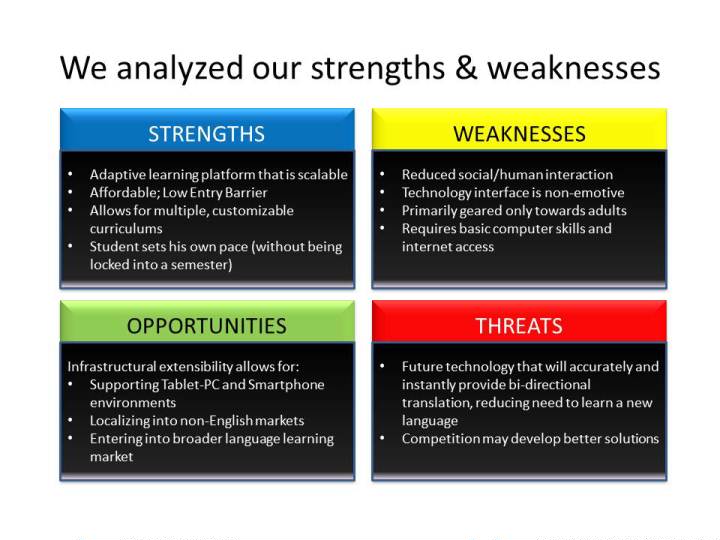 We analyzed our strengths & weaknesses
STRENGTHS
• Adaptive learning platform that is scalable
• Affordable; Low Entry Barrier
• Allows for multiple, customizable
curriculums
• Student sets his own pace (without being
locked into a semester)
WEAKNESSES
• Reduced social/human interaction
• Technology interface is non-emotive
• Primarily geared only towards adults
• Requires basic computer skills and
internet access
OPPORTUNITIES
Infrastructural extensibility allows for:
• Supporting Tablet-PC and Smartphone
environments
• Localizing into non-English markets
• Entering into broader language learning
market
THREATS
• Future technology that will accurately and
instantly provide bi-directional
translation, reducing need to learn a new
language
• Competition may develop better solutions